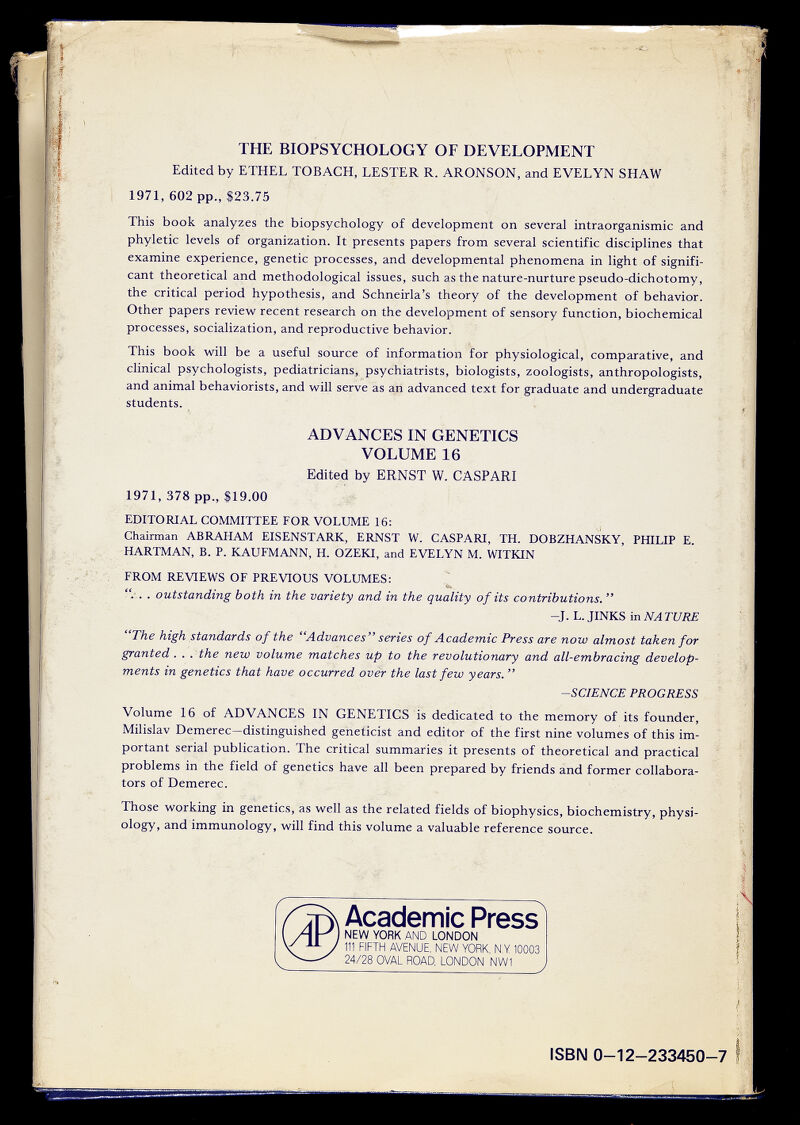 THE BIOPSYCHOLOGY OF DEVELOPMENT
Edited by ETHEL TOBACH, LESTER R. ARONSON, and EVELYN SHAW
1971, 602 pp., $23.75
This book analyzes the biopsychology of development on several intraorganismic and
phyletic levels of organization. It presents papers from several scientific disciplines that
examine experience, genetic processes, and developmental phenomena in light of signifi-
cant theoretical and methodological issues, such as the nature-nurture pseudo-dichotomy,
the critical period hypothesis, and Schneirla's theory of the development of behavior.
Other papers review recent research on the development of sensory function, biochemical
processes, socialization, and reproductive behavior.
This book will be a useful source of information for physiological, comparative, and
clinical psychologists, pediatricians, psychiatrists, biologists, zoologists, anthropologists,
and animal behaviorists, and will serve as an advanced text for graduate and undergraduate
students.
ADVANCES IN GENETICS
VOLUME 16
Edited by ERNST W. CASPARI
1971, 378 pp., $19.00
EDITORIAL COMMITTEE FOR VOLUME 16:
Chairman ABRAHAM EISENSTARK, ERNST W. CASPARI, TH. DOBZHANSKY, PHILIP E.
HARTMAN, B. P. KAUFMANN, H. OZEKI, and EVELYN M. WITKIN
FROM REVIEWS OF PREVIOUS VOLUMES:
“. . . outstanding both in the variety and in the quality of its contributions.”
—J. L. JINKS in NATURE
“The high standards of the “Advances” series of Academic Press are now almost taken for
granted . . . the new volume matches up to the revolutionary and all-embracing develop-
ments in genetics that have occurred over the last few years.”
—SCIENCE PROGRESS
Volume 16 of ADVANCES IN GENETICS is dedicated to the memory of its founder,
Milislav Demerec—distinguished geneticist and editor of the first nine volumes of this im-
portant serial publication. The critical summaries it presents of theoretical and practical
problems in the field of genetics have all been prepared by friends and former collabora-
tors of Demerec.
Those working in genetics, as well as the related fields of biophysics, biochemistry, physi-
ology, and immunology, will find this volume a valuable reference source.
AP
Academic Press
NEW YORK AND LONDON
111 FIFTH AVENUE, NEW YORK, N.Y. 10003
24/28 OVAL ROAD, LONDON NW1
ISBN 0–12–233450–7